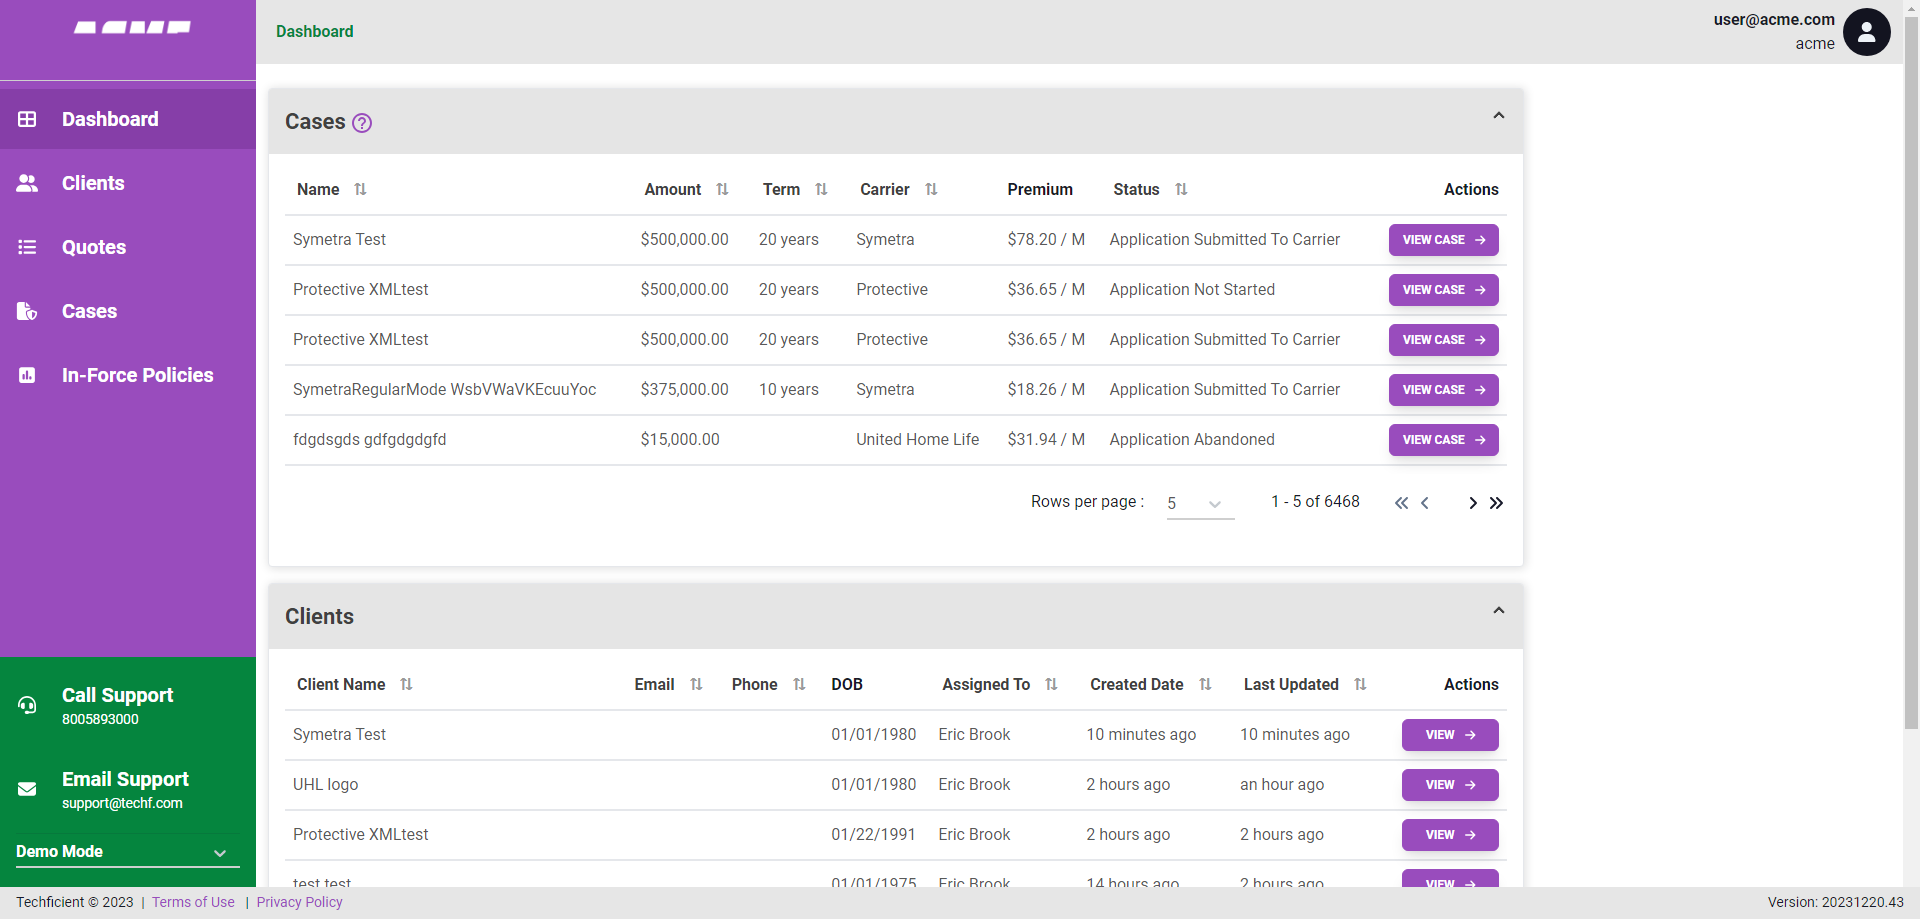 ACME
Dashboard
Clients
Quotes
Cases
In-Force Policies
Call Support
8005893000
Email Support
support@techf.com
Demo Mode
Dashboard
user@acme.com
acme
Cases ?
Name Amount Term Carrier Premium Status Actions
Symetra Test $500,000.00 20 years Symetra $78.20 / M Application Submitted To Carrier VIEW CASE
Protective XMLtest $500,000.00 20 years Protective $36.65 / M Application Not Started VIEW CASE
Protective XMLtest $500,000.00 20 years Protective $36.65 / M Application Submitted To Carrier VIEW CASE
SymetraRegularMode WsbVWaVKEcuuYoc $375,000.00 10 years Symetra $18.26 / M Application Submitted To Carrier VIEW CASE
fdgdsgds gdfgdgdgfd $15,000.00 United Home Life $31.94 / M Application Abandoned VIEW CASE
Rows per page : 5 1 - 5 of 6468
Clients
Client Name Email Phone DOB Assigned To Created Date Last Updated Actions
Symetra Test 01/01/1980 Eric Brook 10 minutes ago 10 minutes ago VIEW
UHL logo 01/01/1980 Eric Brook 2 hours ago an hour ago VIEW
Protective XMLtest 01/22/1991 Eric Brook 2 hours ago 2 hours ago VIEW
test test 01/01/1975 Eric Brook 14 hours ago 2 hours ago VIEW
Techficient © 2023 | Terms of Use | Privacy Policy
Version: 20231220.43